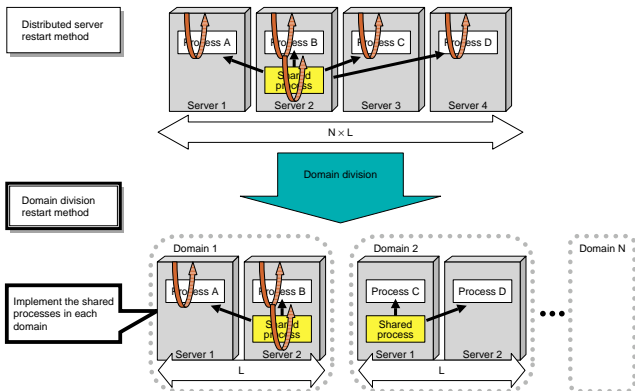 Distributed server
restart method
Process A
Process B
Process C
Process D
Shared
process
Server 1
Server 2
Server 3
Server 4
N × L
Domain division
Domain division
restart method
Domain 1
Domain 2
Domain N
Implement the shared
processes in each
domain
Process A
Process B
Process C
Process D
Shared
process
Shared
process
Server 1
Server 2
Server 1
Server 2
L
L